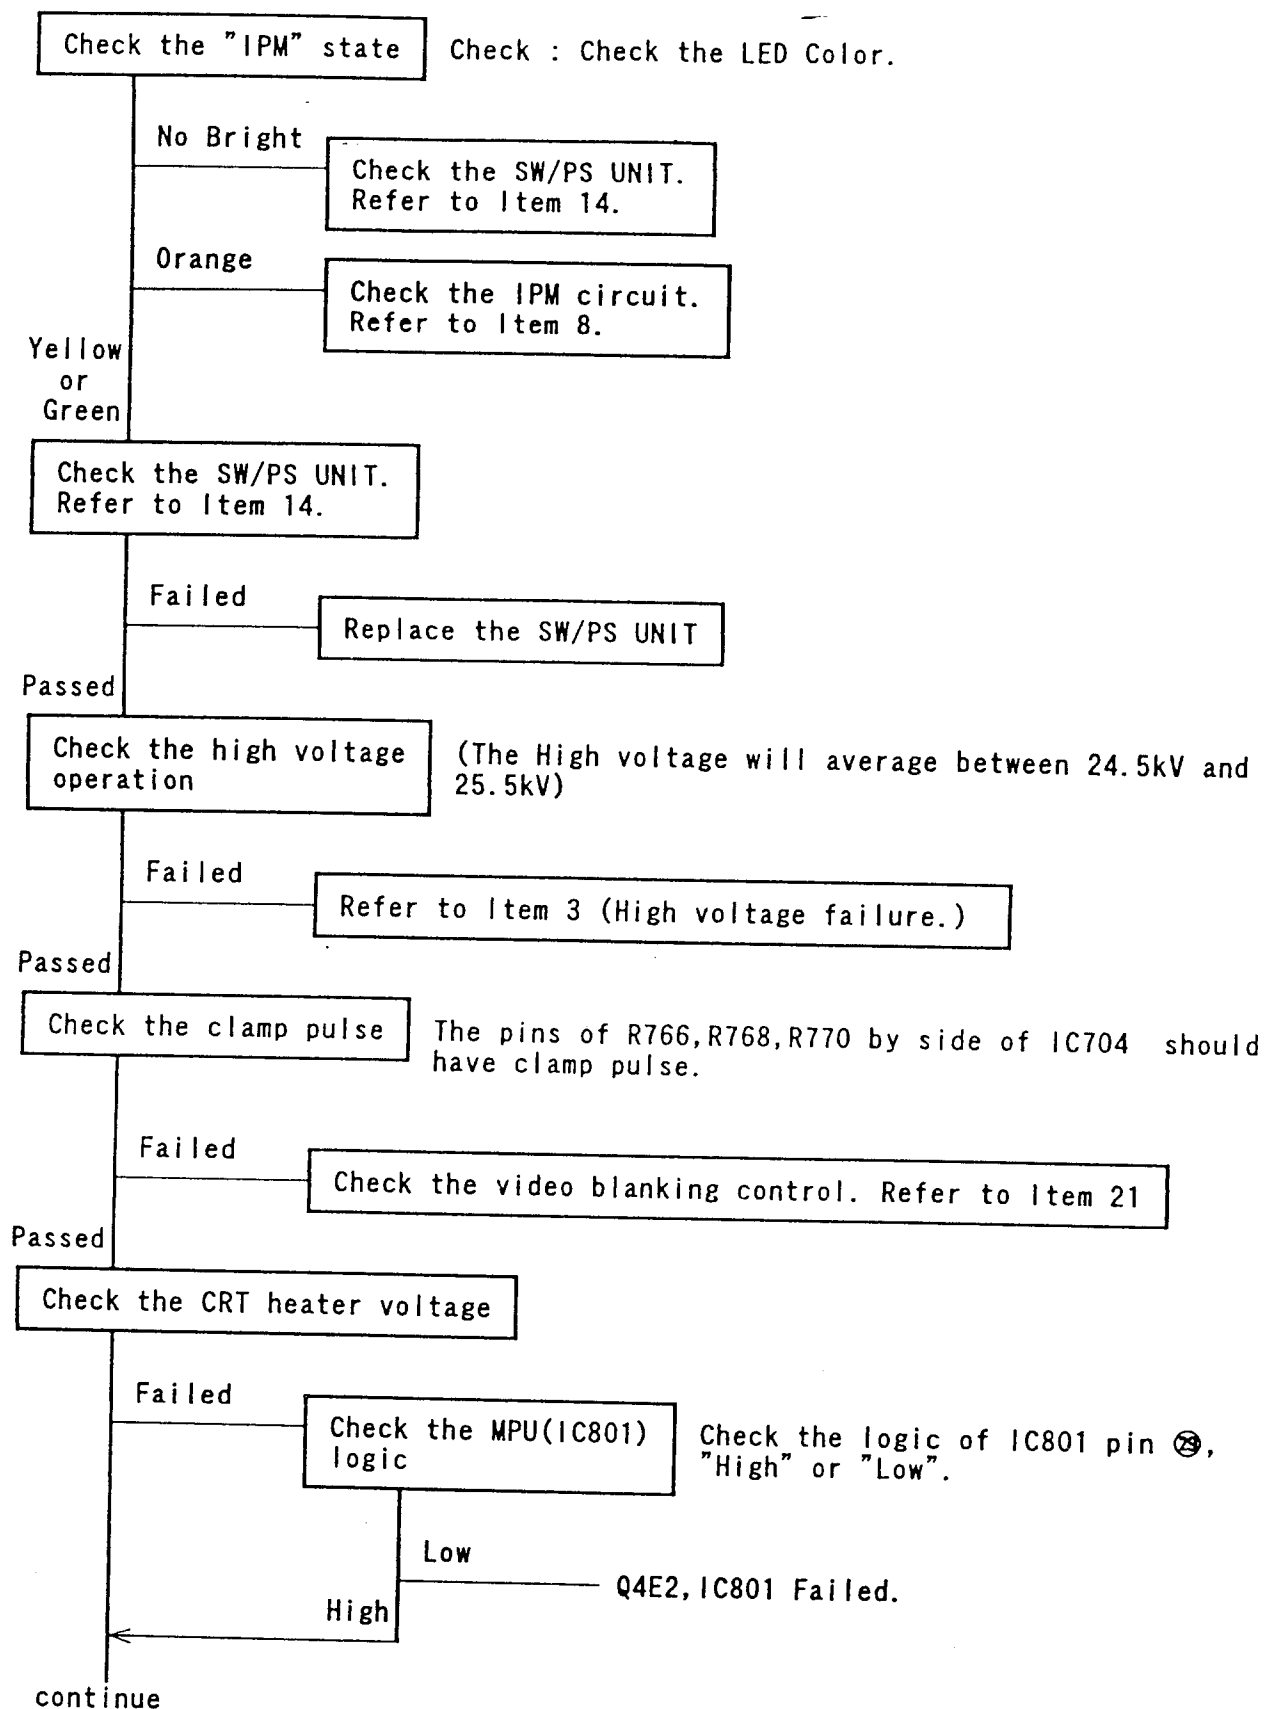 Check the "IPM" state
Check : Check the LED Color.
No Bright
Check the SW/PS UNIT.
Refer to Item 14.
Orange
Check the IPM circuit.
Refer to Item 8.
Yellow
or
Green
Check the SW/PS UNIT.
Refer to Item 14.
Failed
Replace the SW/PS UNIT
Passed
Check the high voltage
operation
(The High voltage will average between 24.5kV and
25.5kV)
Failed
Refer to Item 3 (High voltage failure.)
Passed
Check the clamp pulse
The pins of R766,R768,R770 by side of IC704 should
have clamp pulse.
Failed
Check the video blanking control. Refer to Item 21
Passed
Check the CRT heater voltage
Failed
Check the MPU(IC801)
logic
Check the logic of IC801 pin ㉙,
"High" or "Low".
Low
Q4E2,IC801 Failed.
High
continue